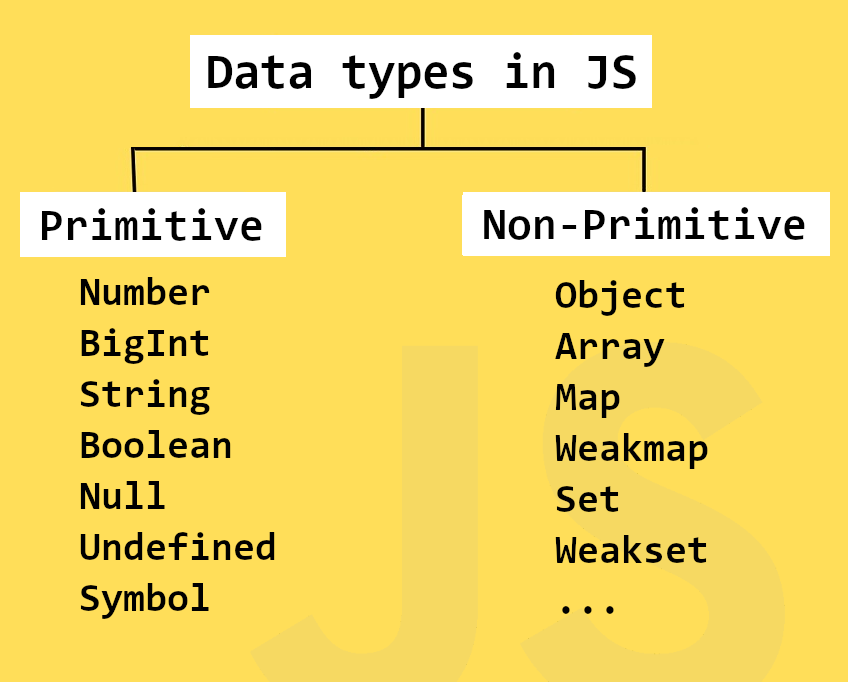 Data types in JS
Primitive
Number
BigInt
String
Boolean
Null
Undefined
Symbol
Non-Primitive
Object
Array
Map
Weakmap
Set
Weakset
...
JS